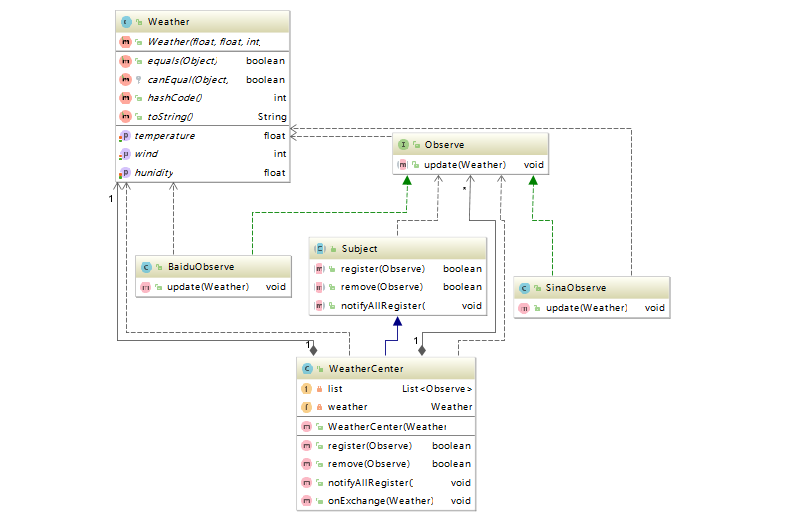 Weather
Weather(float, float, int,
equals(Object) boolean
canEqual(Object, boolean
hashCode() int
toString() String
temperature float
wind int
hunidity float
1
Observe
update(Weather) void
*
BaiduObserve
update(Weather) void
Subject
register(Observe) boolean
remove(Observe) boolean
notifyAllRegister( void
SinaObserve
update(Weather) void
1
1
WeatherCenter
list List<Observe>
weather Weather
WeatherCenter(Weather
register(Observe) boolean
remove(Observe) boolean
notifyAllRegister( void
onExchange(Weather) void